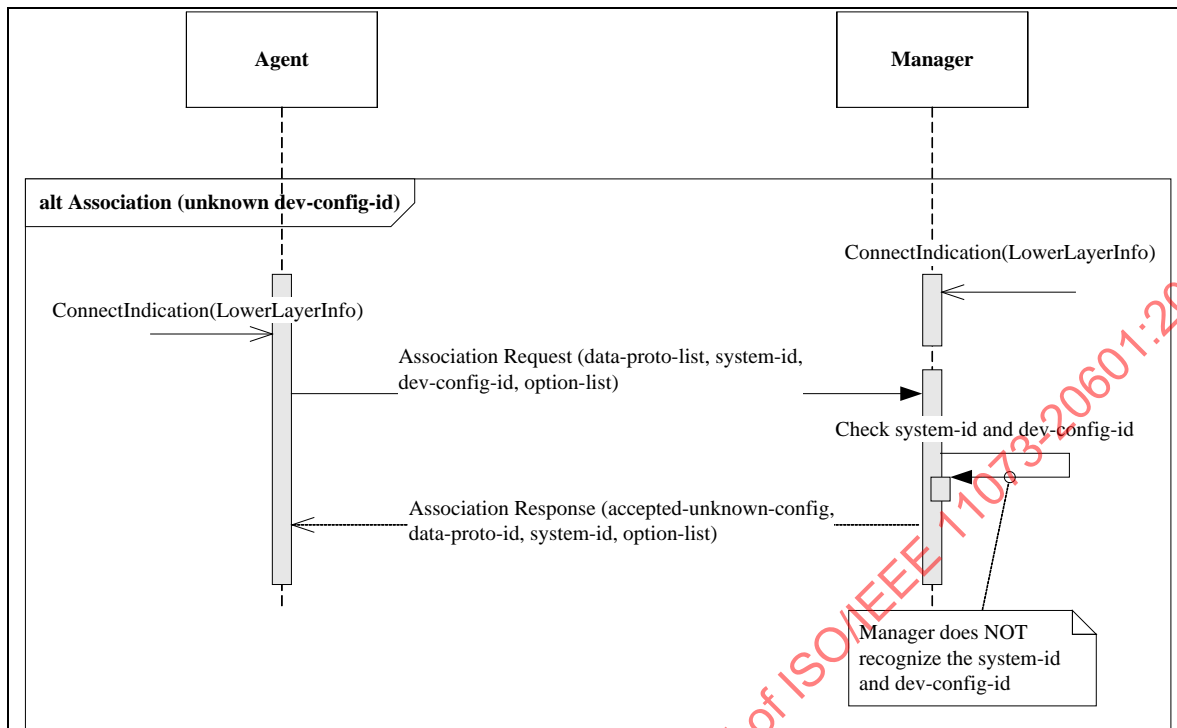 Agent
Manager
alt Association (unknown dev-config-id)
ConnectIndication(LowerLayerInfo)
ConnectIndication(LowerLayerInfo)
Association Request (data-proto-list, system-id,
dev-config-id, option-list)
Check system-id and dev-config-id
Association Response (accepted-unknown-config,
data-proto-id, system-id, option-list)
Manager does NOT
recognize the system-id
and dev-config-id
of ISO/IEEE 11073-20601:20